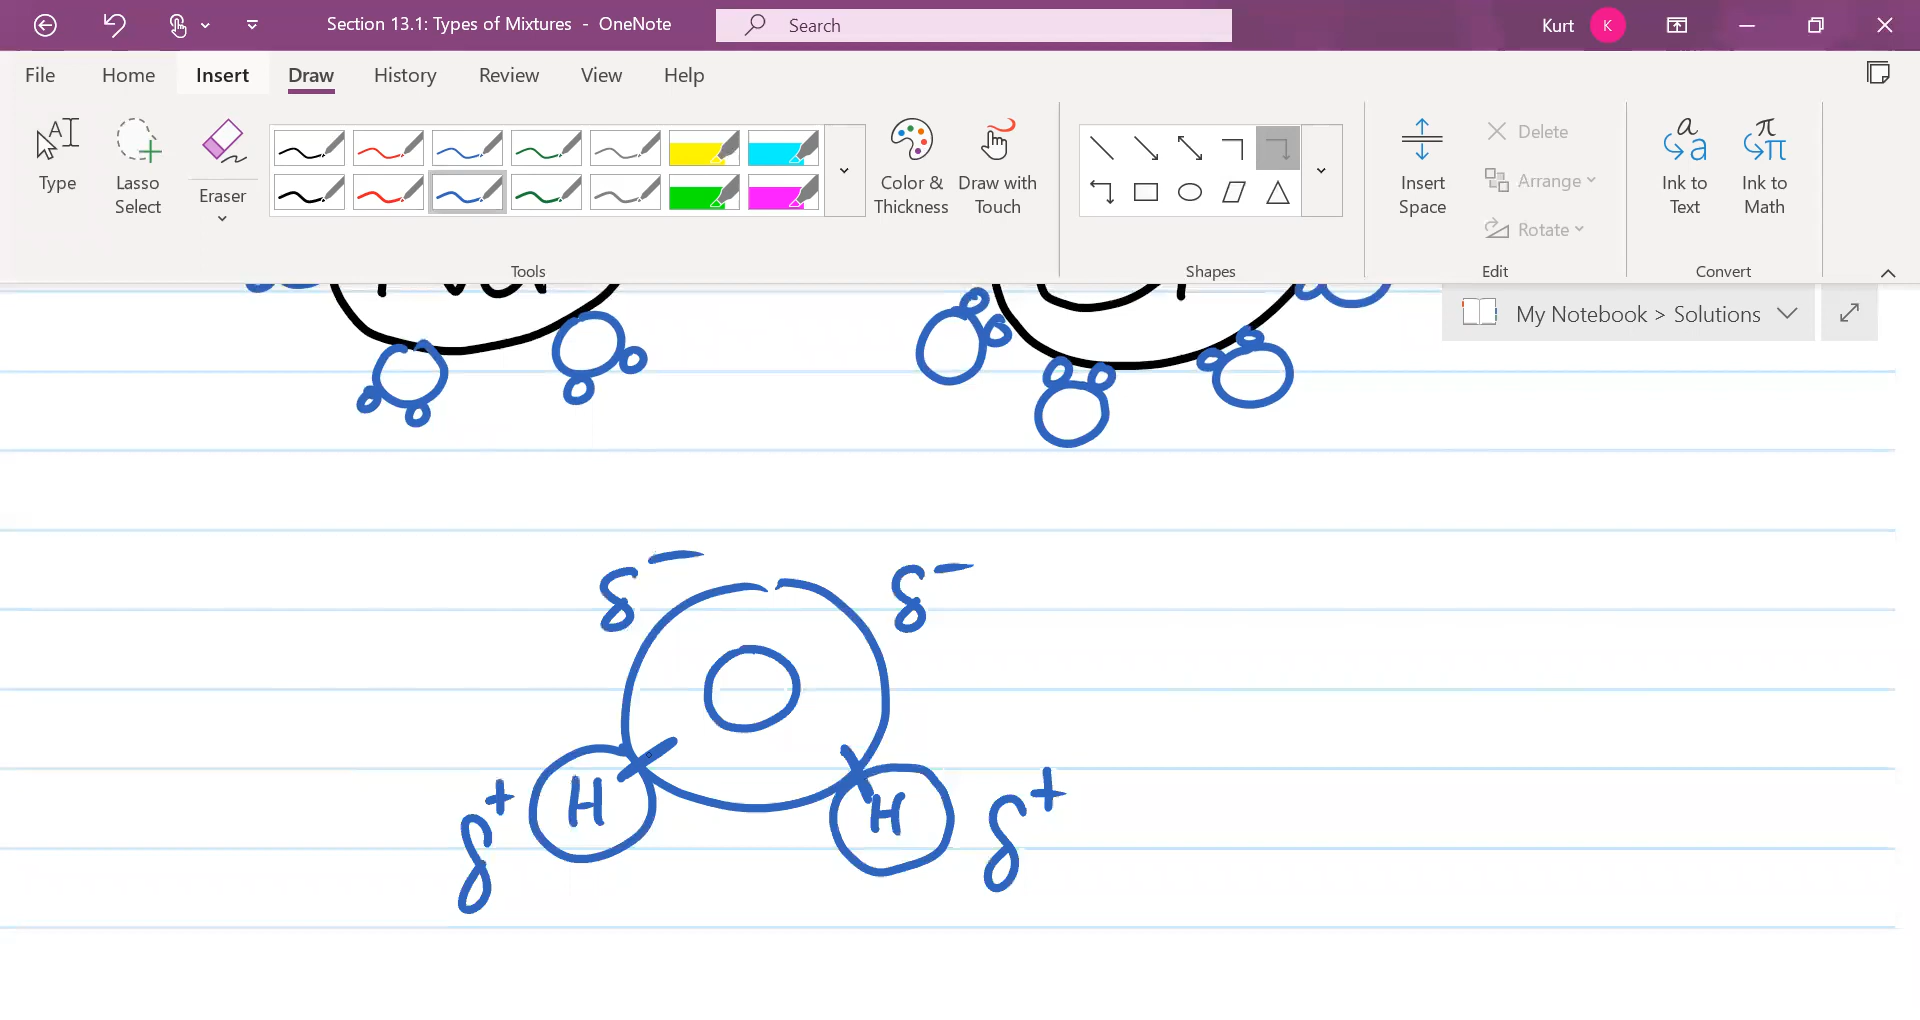 Section 13.1: Types of Mixtures - OneNote
Search
Kurt K
File Home Insert Draw History Review View Help
Type
Lasso Select
Eraser
Color & Thickness
Draw with Touch
Insert Space
Delete
Arrange
Rotate
Ink to Text
Ink to Math
Tools
Shapes
Edit
Convert
My Notebook > Solutions
δ⁻ δ⁻
O
δ⁺ H H δ⁺